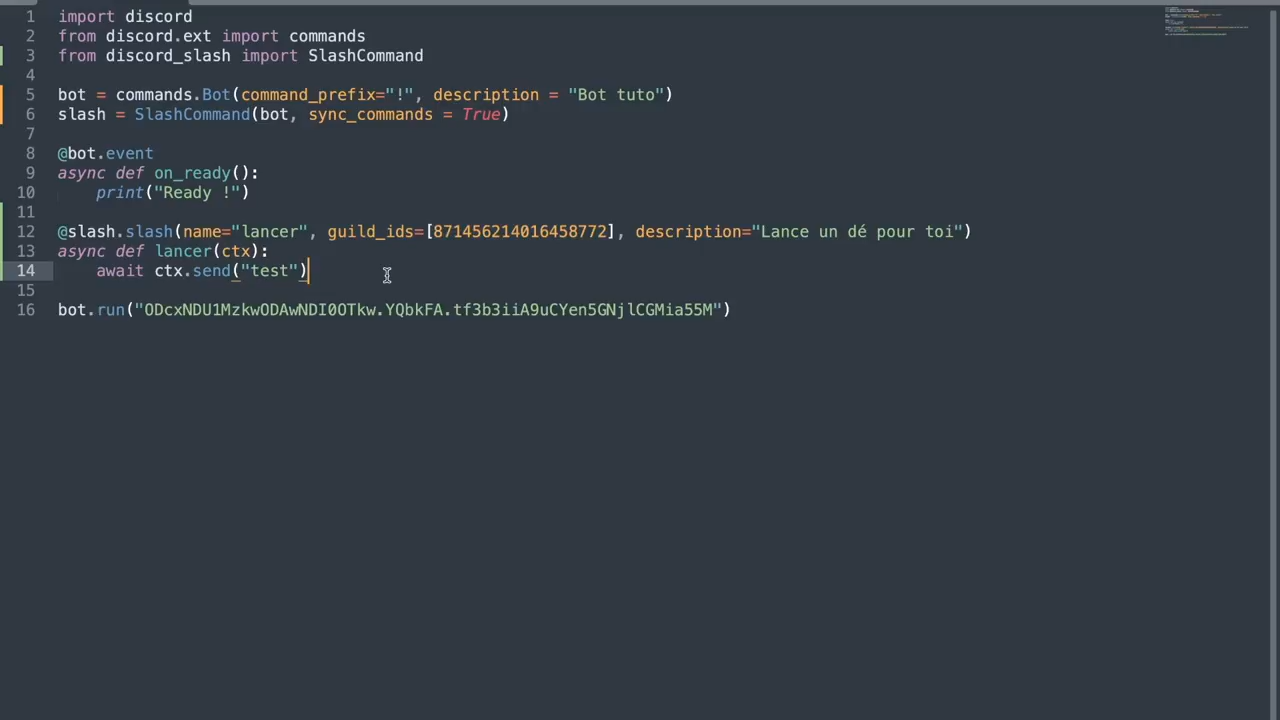 1 import discord
2 from discord.ext import commands
3 from discord_slash import SlashCommand
4
5 bot = commands.Bot(command_prefix="!", description = "Bot tuto")
6 slash = SlashCommand(bot, sync_commands = True)
7
8 @bot.event
9 async def on_ready():
10     print("Ready !")
11
12 @slash.slash(name="lancer", guild_ids=[871456214016458772], description="Lance un dé pour toi")
13 async def lancer(ctx):
14     await ctx.send("test")
15
16 bot.run("ODcxNDU1MzkwODAwNDI0OTkw.YQbkFA.tf3b3iiA9uCYen5GNjlCGMia55M")